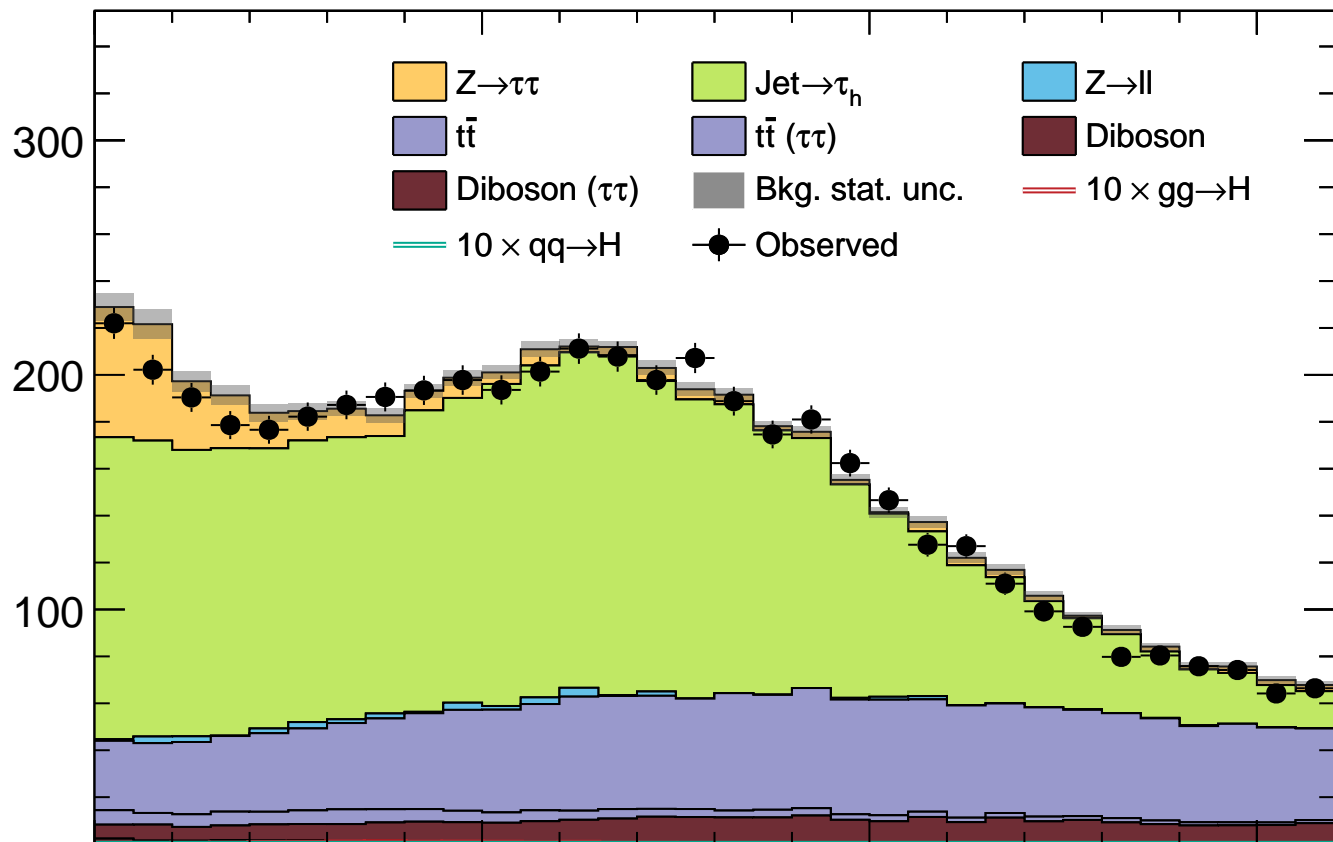 Z→ττ Jet→τₕ Z→ll
300 tt̄ tt̄ (ττ) Diboson
Diboson (ττ) Bkg. stat. unc. 10 × gg→H
10 × qq→H Observed
200
100